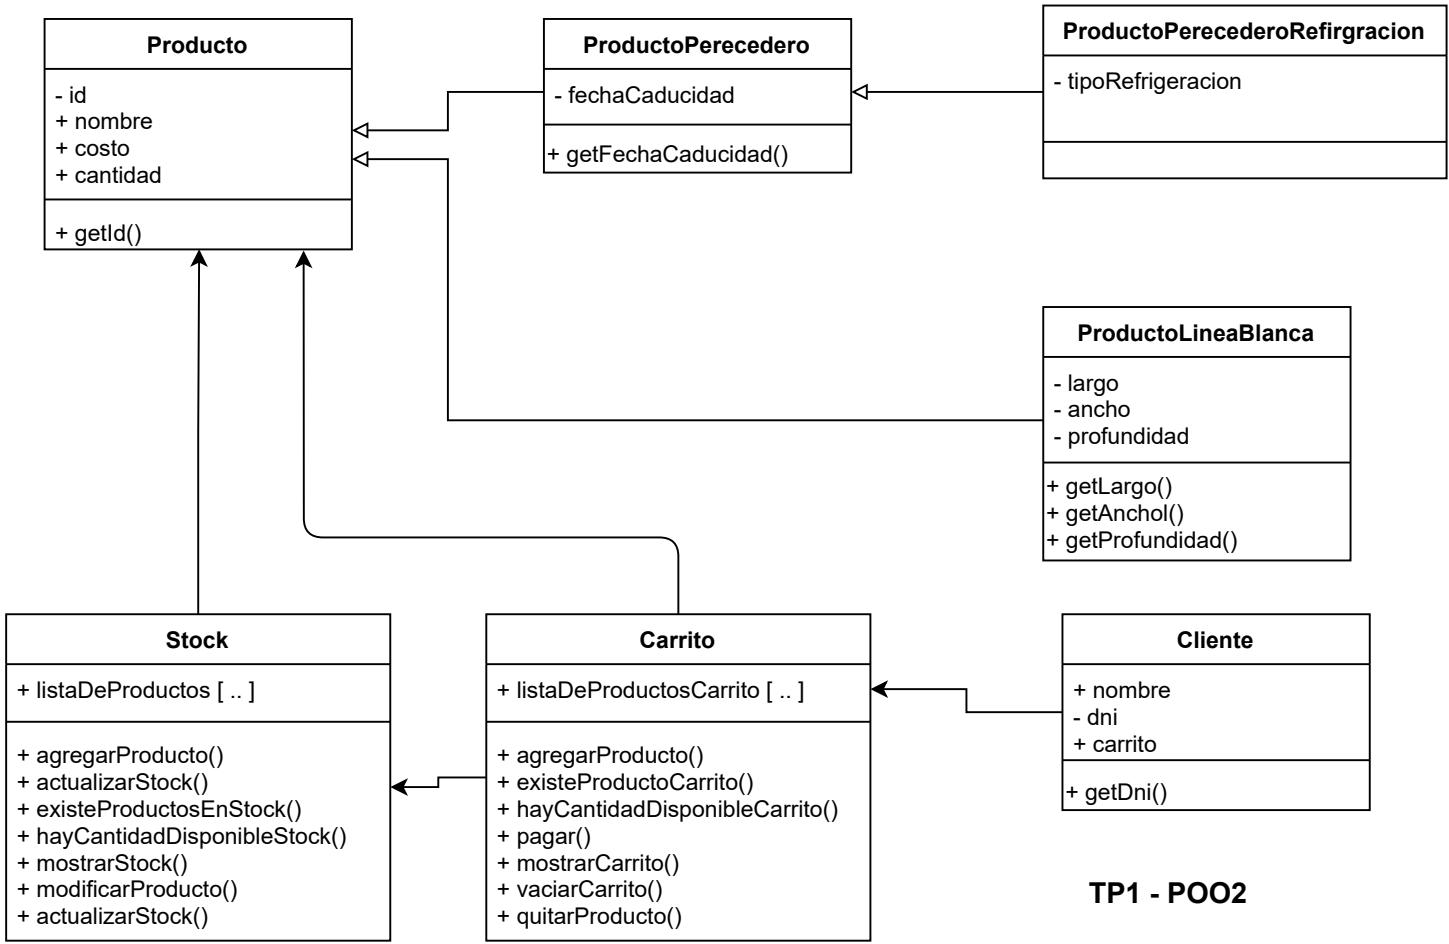 Producto
- id
+ nombre
+ costo
+ cantidad
+ getId()
ProductoPerecedero
- fechaCaducidad
+ getFechaCaducidad()
ProductoPerecederoRefirgracion
- tipoRefrigeracion
ProductoLineaBlanca
- largo
- ancho
- profundidad
+ getLargo()
+ getAnchol()
+ getProfundidad()
Stock
+ listaDeProductos [ .. ]
+ agregarProducto()
+ actualizarStock()
+ existeProductosEnStock()
+ hayCantidadDisponibleStock()
+ mostrarStock()
+ modificarProducto()
+ actualizarStock()
Carrito
+ listaDeProductosCarrito [ .. ]
+ agregarProducto()
+ existeProductoCarrito()
+ hayCantidadDisponibleCarrito()
+ pagar()
+ mostrarCarrito()
+ vaciarCarrito()
+ quitarProducto()
Cliente
+ nombre
- dni
+ carrito
+ getDni()
TP1 - POO2